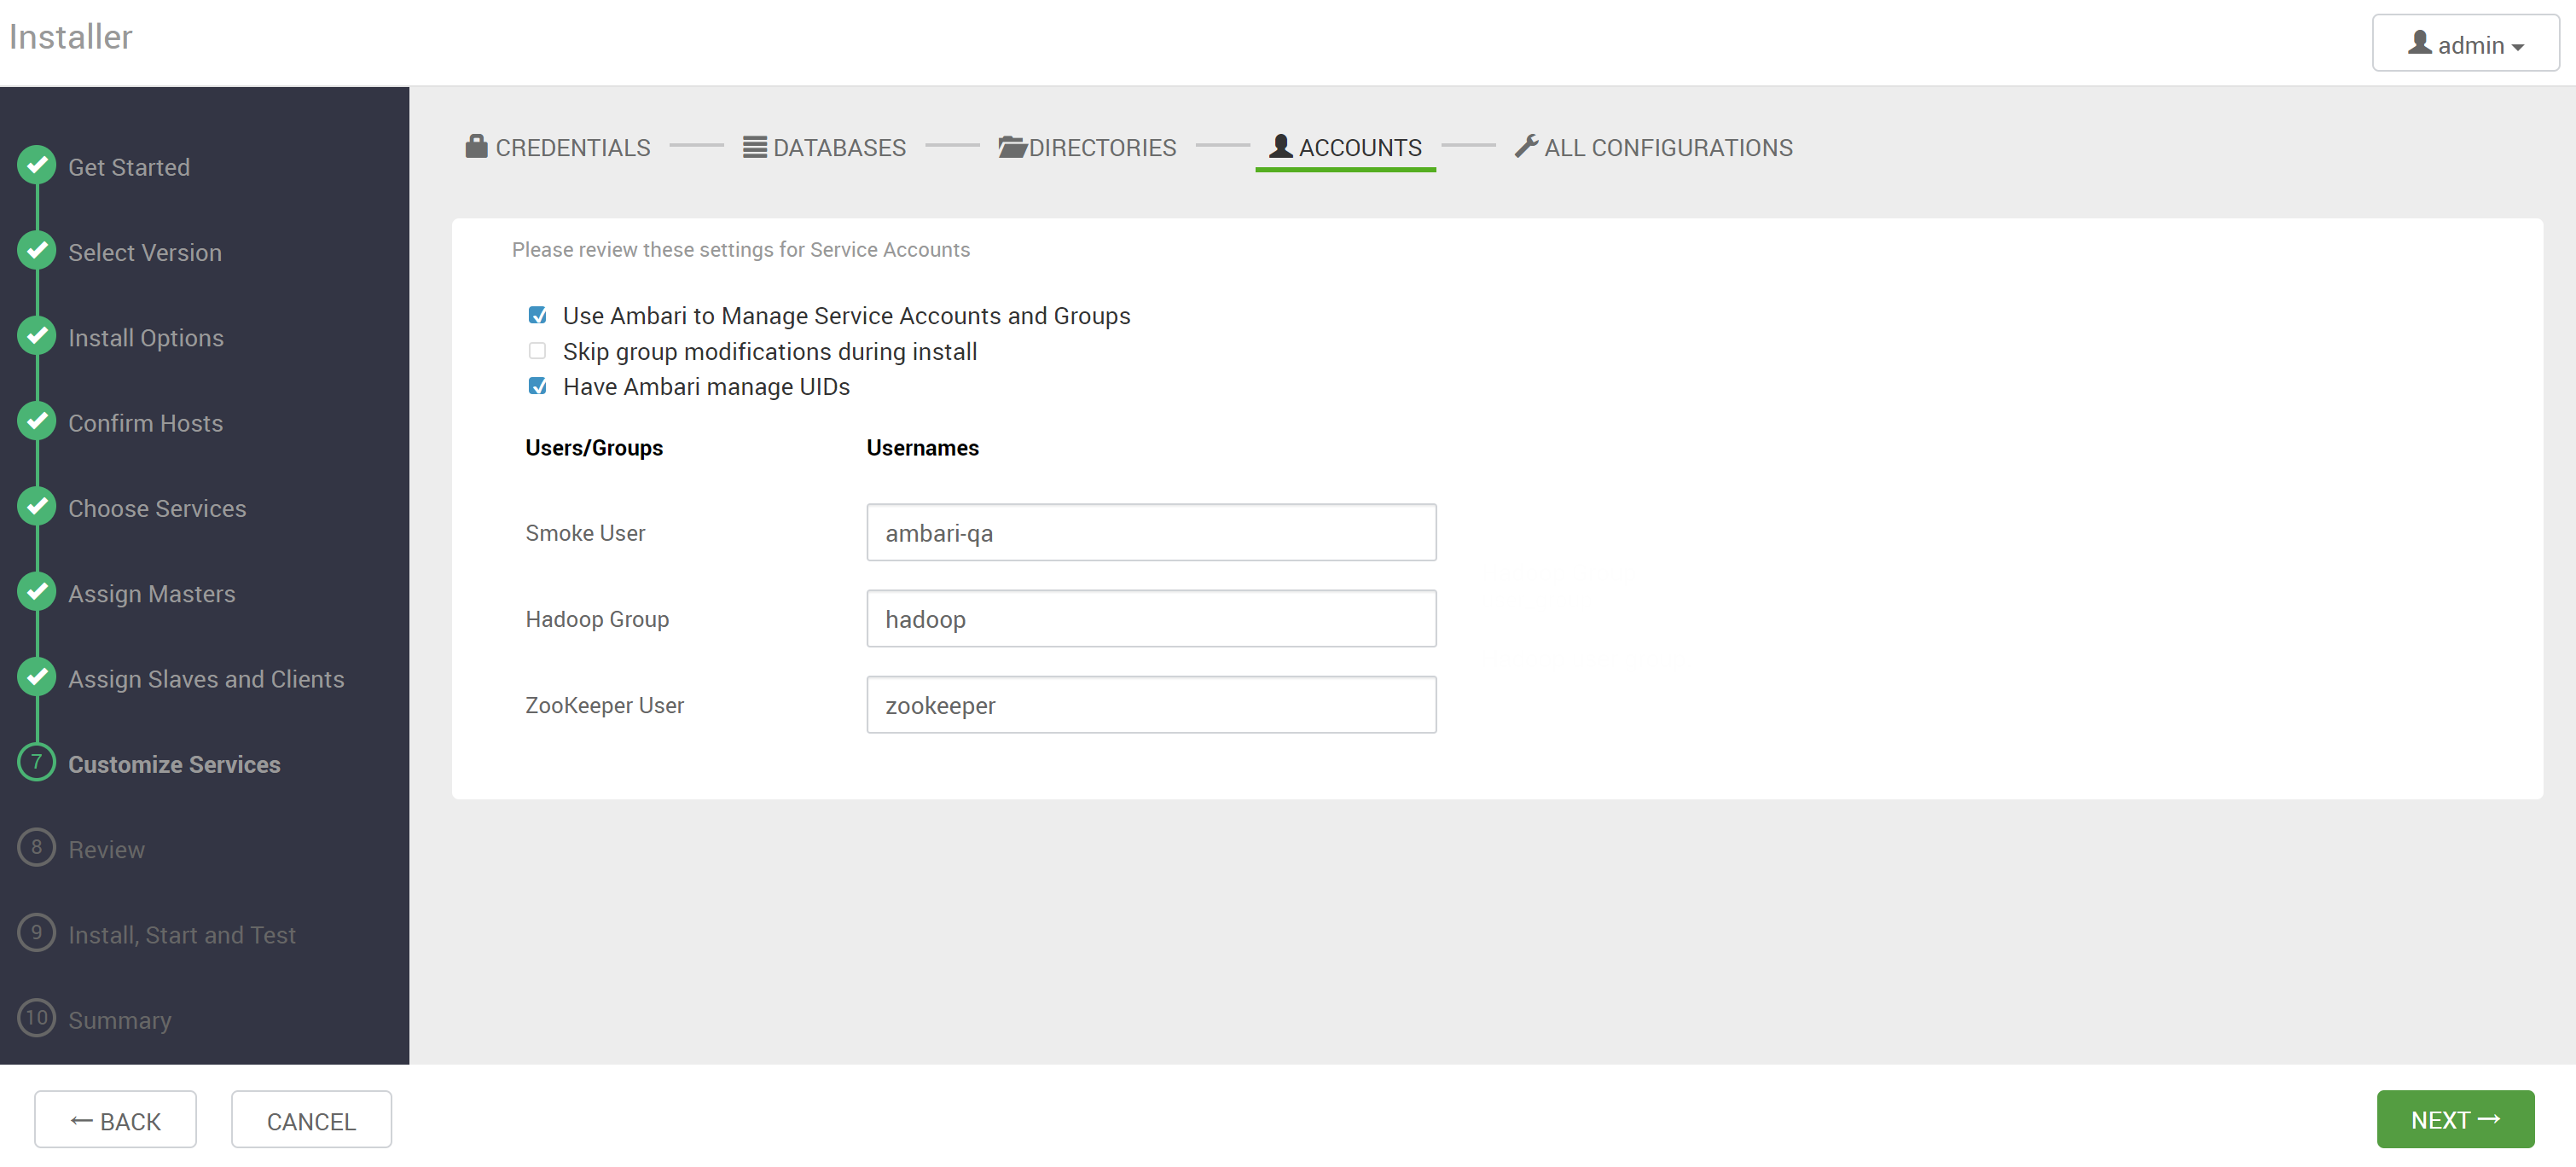 Installer
admin
Get Started
Select Version
Install Options
Confirm Hosts
Choose Services
Assign Masters
Assign Slaves and Clients
7 Customize Services
8 Review
9 Install, Start and Test
10 Summary
CREDENTIALS DATABASES DIRECTORIES ACCOUNTS ALL CONFIGURATIONS
Please review these settings for Service Accounts
Use Ambari to Manage Service Accounts and Groups
Skip group modifications during install
Have Ambari manage UIDs
Users/Groups Usernames
Smoke User ambari-qa
Hadoop Group hadoop
ZooKeeper User zookeeper
← BACK CANCEL NEXT →